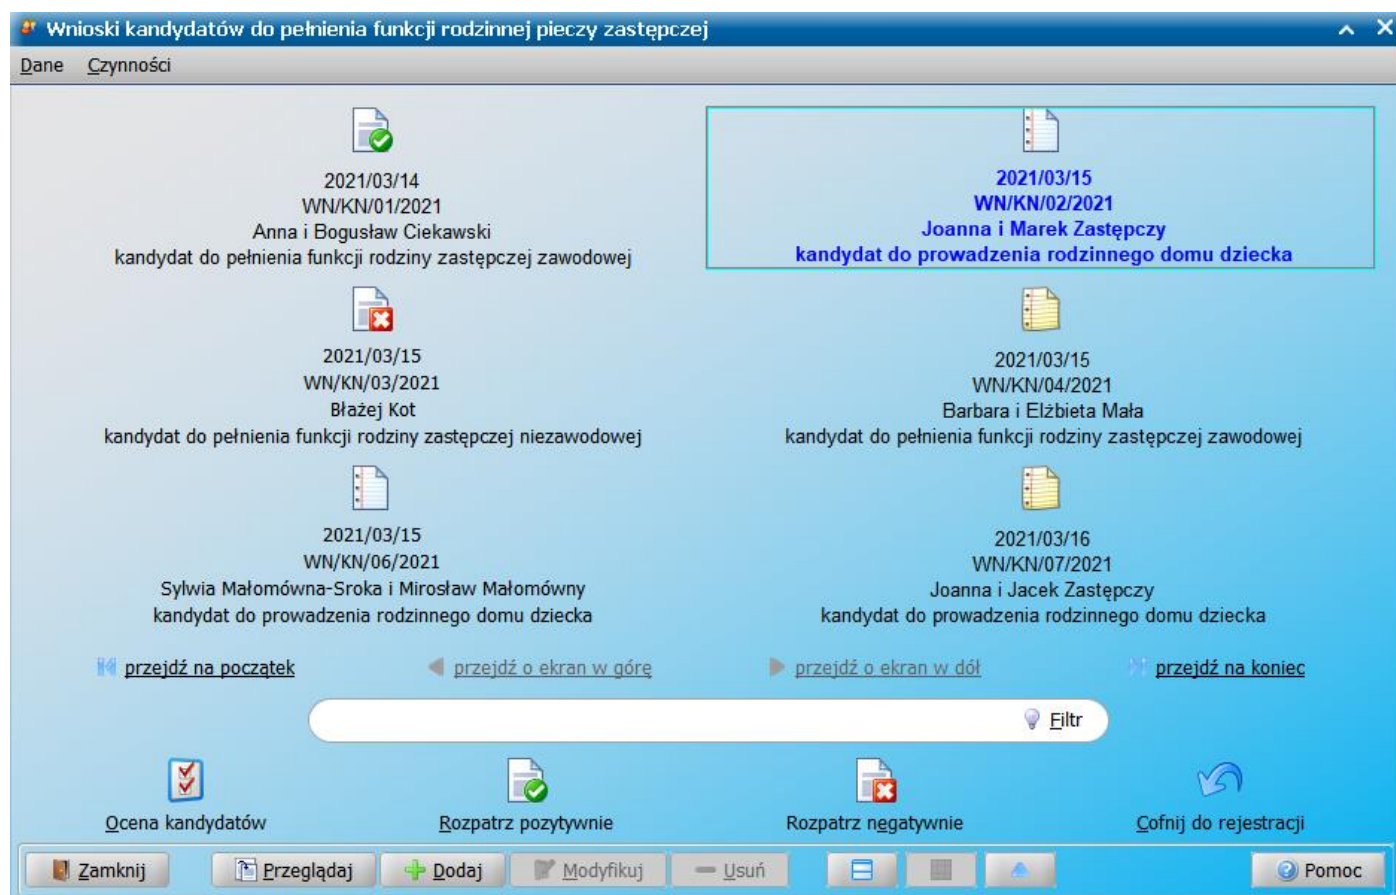 Wnioski kandydatów do pełnienia funkcji rodzinnej pieczy zastępczej
Dane Czynności
2021/03/14
WN/KN/01/2021
Anna i Bogusław Ciekawski
kandydat do pełnienia funkcji rodziny zastępczej zawodowej
2021/03/15
WN/KN/02/2021
Joanna i Marek Zastępczy
kandydat do prowadzenia rodzinnego domu dziecka
2021/03/15
WN/KN/03/2021
Błażej Kot
kandydat do pełnienia funkcji rodziny zastępczej niezawodowej
2021/03/15
WN/KN/04/2021
Barbara i Elżbieta Mała
kandydat do pełnienia funkcji rodziny zastępczej zawodowej
2021/03/15
WN/KN/06/2021
Sylwia Małomówna-Sroka i Mirosław Małomówny
kandydat do prowadzenia rodzinnego domu dziecka
2021/03/16
WN/KN/07/2021
Joanna i Jacek Zastępczy
kandydat do prowadzenia rodzinnego domu dziecka
przejdź na początek przejdź o ekran w górę przejdź o ekran w dół przejdź na koniec
Filtr
Ocena kandydatów Rozpatrz pozytywnie Rozpatrz negatywnie Cofnij do rejestracji
Zamknij Przeglądaj Dodaj Modyfikuj Usuń Pomoc